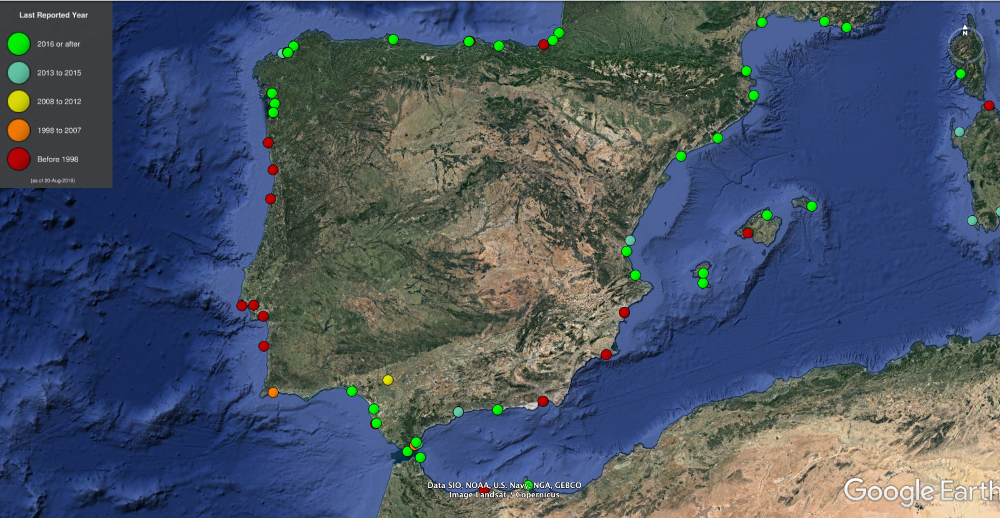 Last Reported Year
2016 or after
2013 to 2015
2008 to 2012
1998 to 2007
Before 1998
(as of 20-Aug-2018)
N
Data SIO, NOAA, U.S. Navy, NGA, GEBCO
Image Landsat / Copernicus
Google Earth